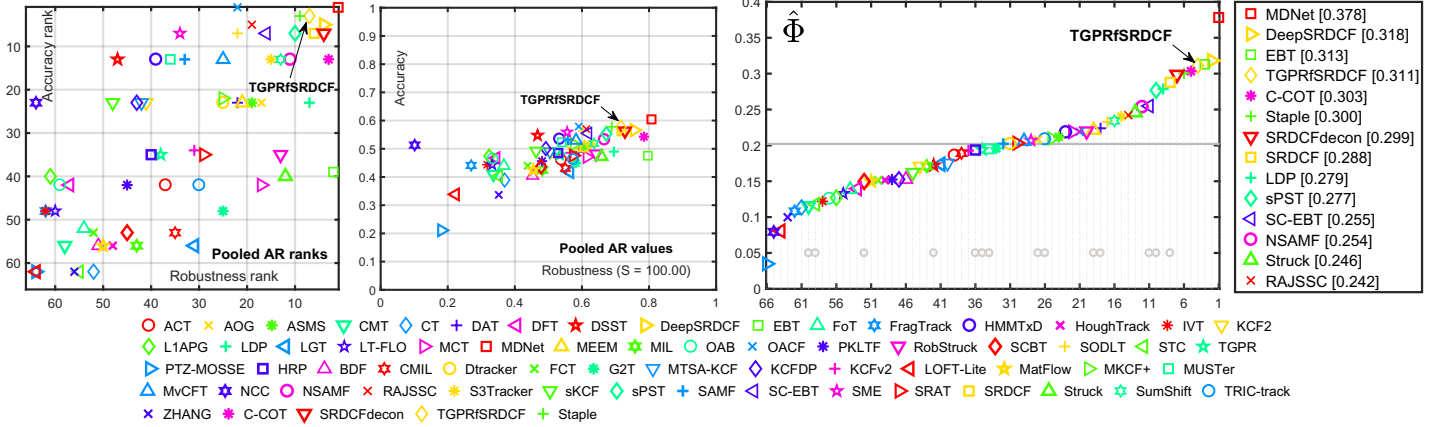 Accuracy rank
TGPRfSRDCF
Pooled AR ranks
Robustness rank
10
20
30
40
50
60
60 50 40 30 20 10
Accuracy
TGPRfSRDCF
Pooled AR values
Robustness (S = 100.00)
1
0.9
0.8
0.7
0.6
0.5
0.4
0.3
0.2
0.1
0
0 0.2 0.4 0.6 0.8 1
Φ̂
TGPRfSRDCF
0.4
0.35
0.3
0.25
0.2
0.15
0.1
0.05
0
66 61 56 51 46 41 36 31 26 21 16 11 6 1
MDNet [0.378]
DeepSRDCF [0.318]
EBT [0.313]
TGPRfSRDCF [0.311]
C-COT [0.303]
Staple [0.300]
SRDCFdecon [0.299]
SRDCF [0.288]
LDP [0.279]
sPST [0.277]
SC-EBT [0.255]
NSAMF [0.254]
Struck [0.246]
RAJSSC [0.242]
ACT AOG ASMS CMT CT DAT DFT DSST DeepSRDCF EBT FoT FragTrack HMMTxD HoughTrack IVT KCF2
L1APG LDP LGT LT-FLO MCT MDNet MEEM MIL OAB OACF PKLTF RobStruck SCBT SODLT STC TGPR
PTZ-MOSSE HRP BDF CMIL Dtracker FCT G2T MTSA-KCF KCFDP KCFv2 LOFT-Lite MatFlow MKCF+ MUSTer
MvCFT NCC NSAMF RAJSSC S3Tracker sKCF sPST SAMF SC-EBT SME SRAT SRDCF Struck SumShift TRIC-track
ZHANG C-COT SRDCFdecon TGPRfSRDCF Staple